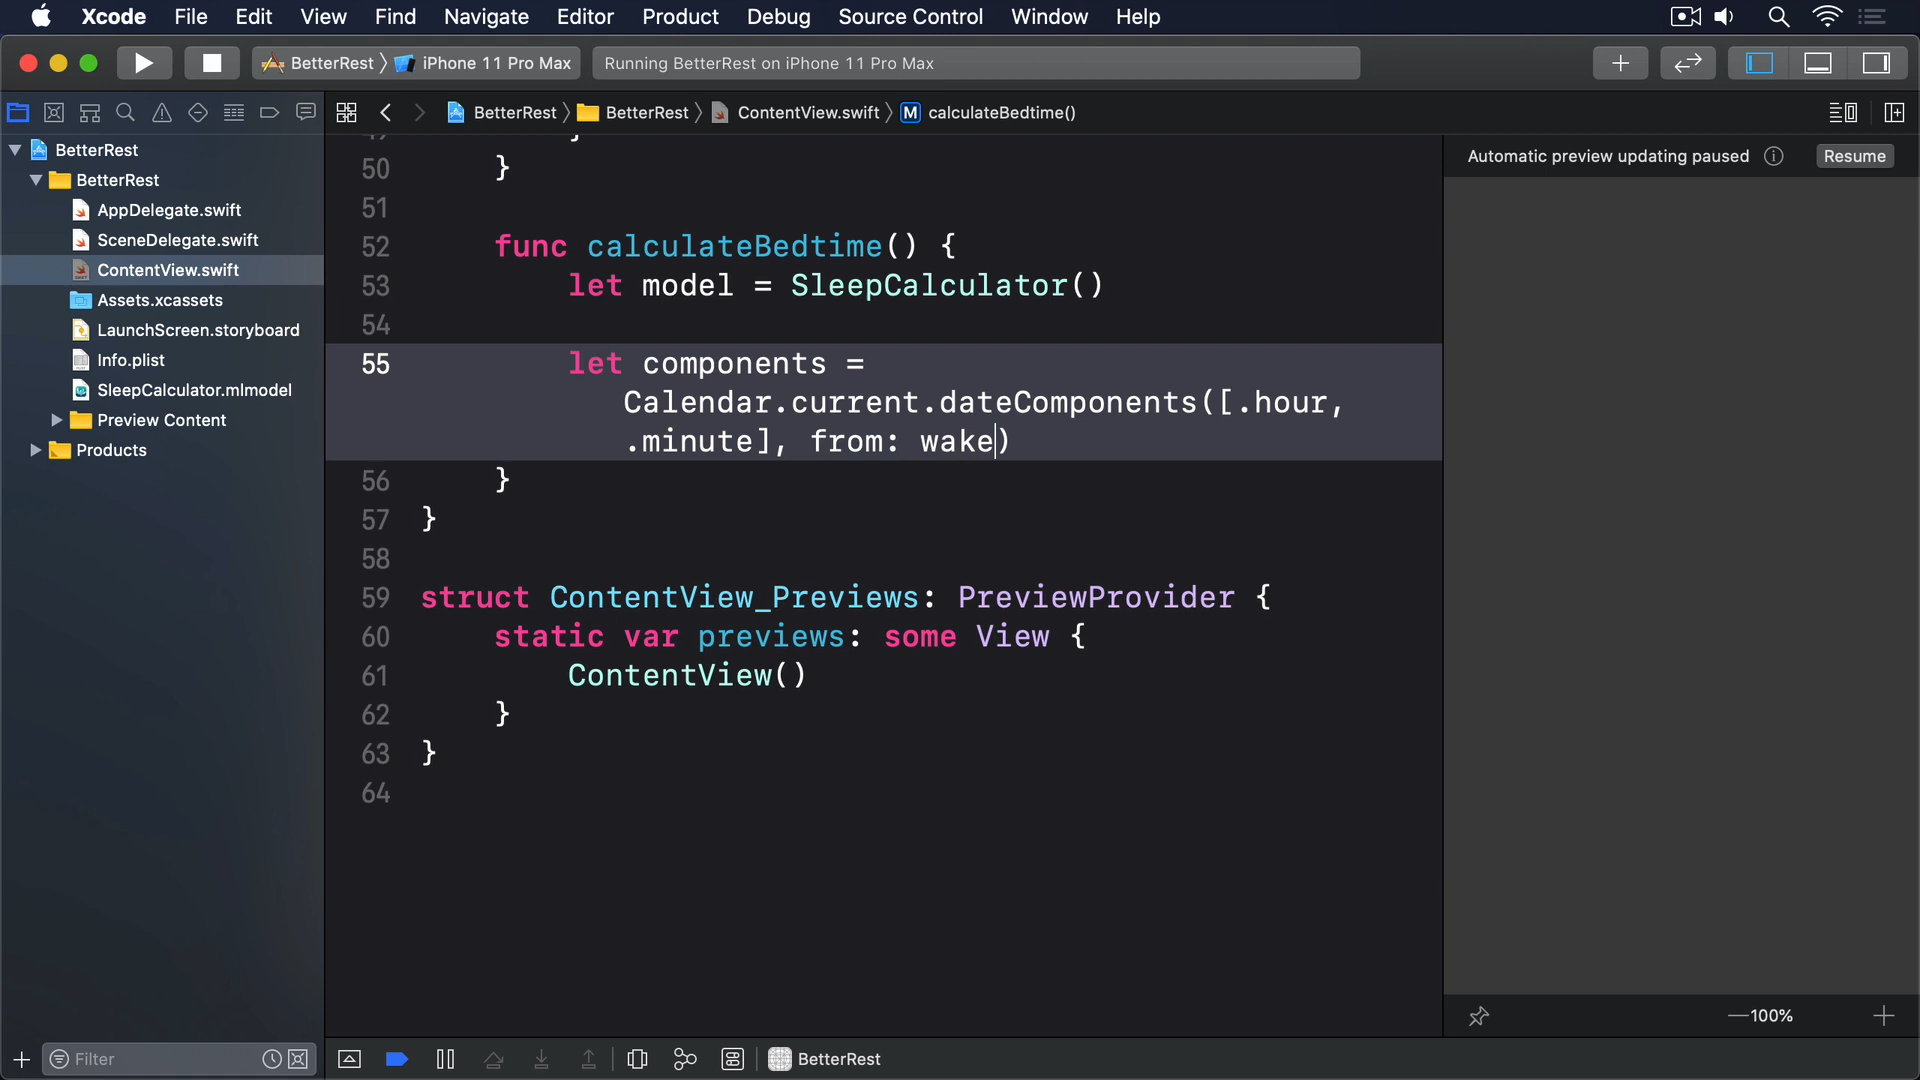 Xcode File Edit View Find Navigate Editor Product Debug Source Control Window Help
BetterRest iPhone 11 Pro Max Running BetterRest on iPhone 11 Pro Max
BetterRest BetterRest ContentView.swift M calculateBedtime()
BetterRest
BetterRest
AppDelegate.swift
SceneDelegate.swift
ContentView.swift
Assets.xcassets
LaunchScreen.storyboard
Info.plist
SleepCalculator.mlmodel
Preview Content
Products
50 }
51
52 func calculateBedtime() {
53 let model = SleepCalculator()
54
55 let components =
Calendar.current.dateComponents([.hour,
.minute], from: wake)
56 }
57 }
58
59 struct ContentView_Previews: PreviewProvider {
60 static var previews: some View {
61 ContentView()
62 }
63 }
64
Automatic preview updating paused Resume
100%
Filter
BetterRest